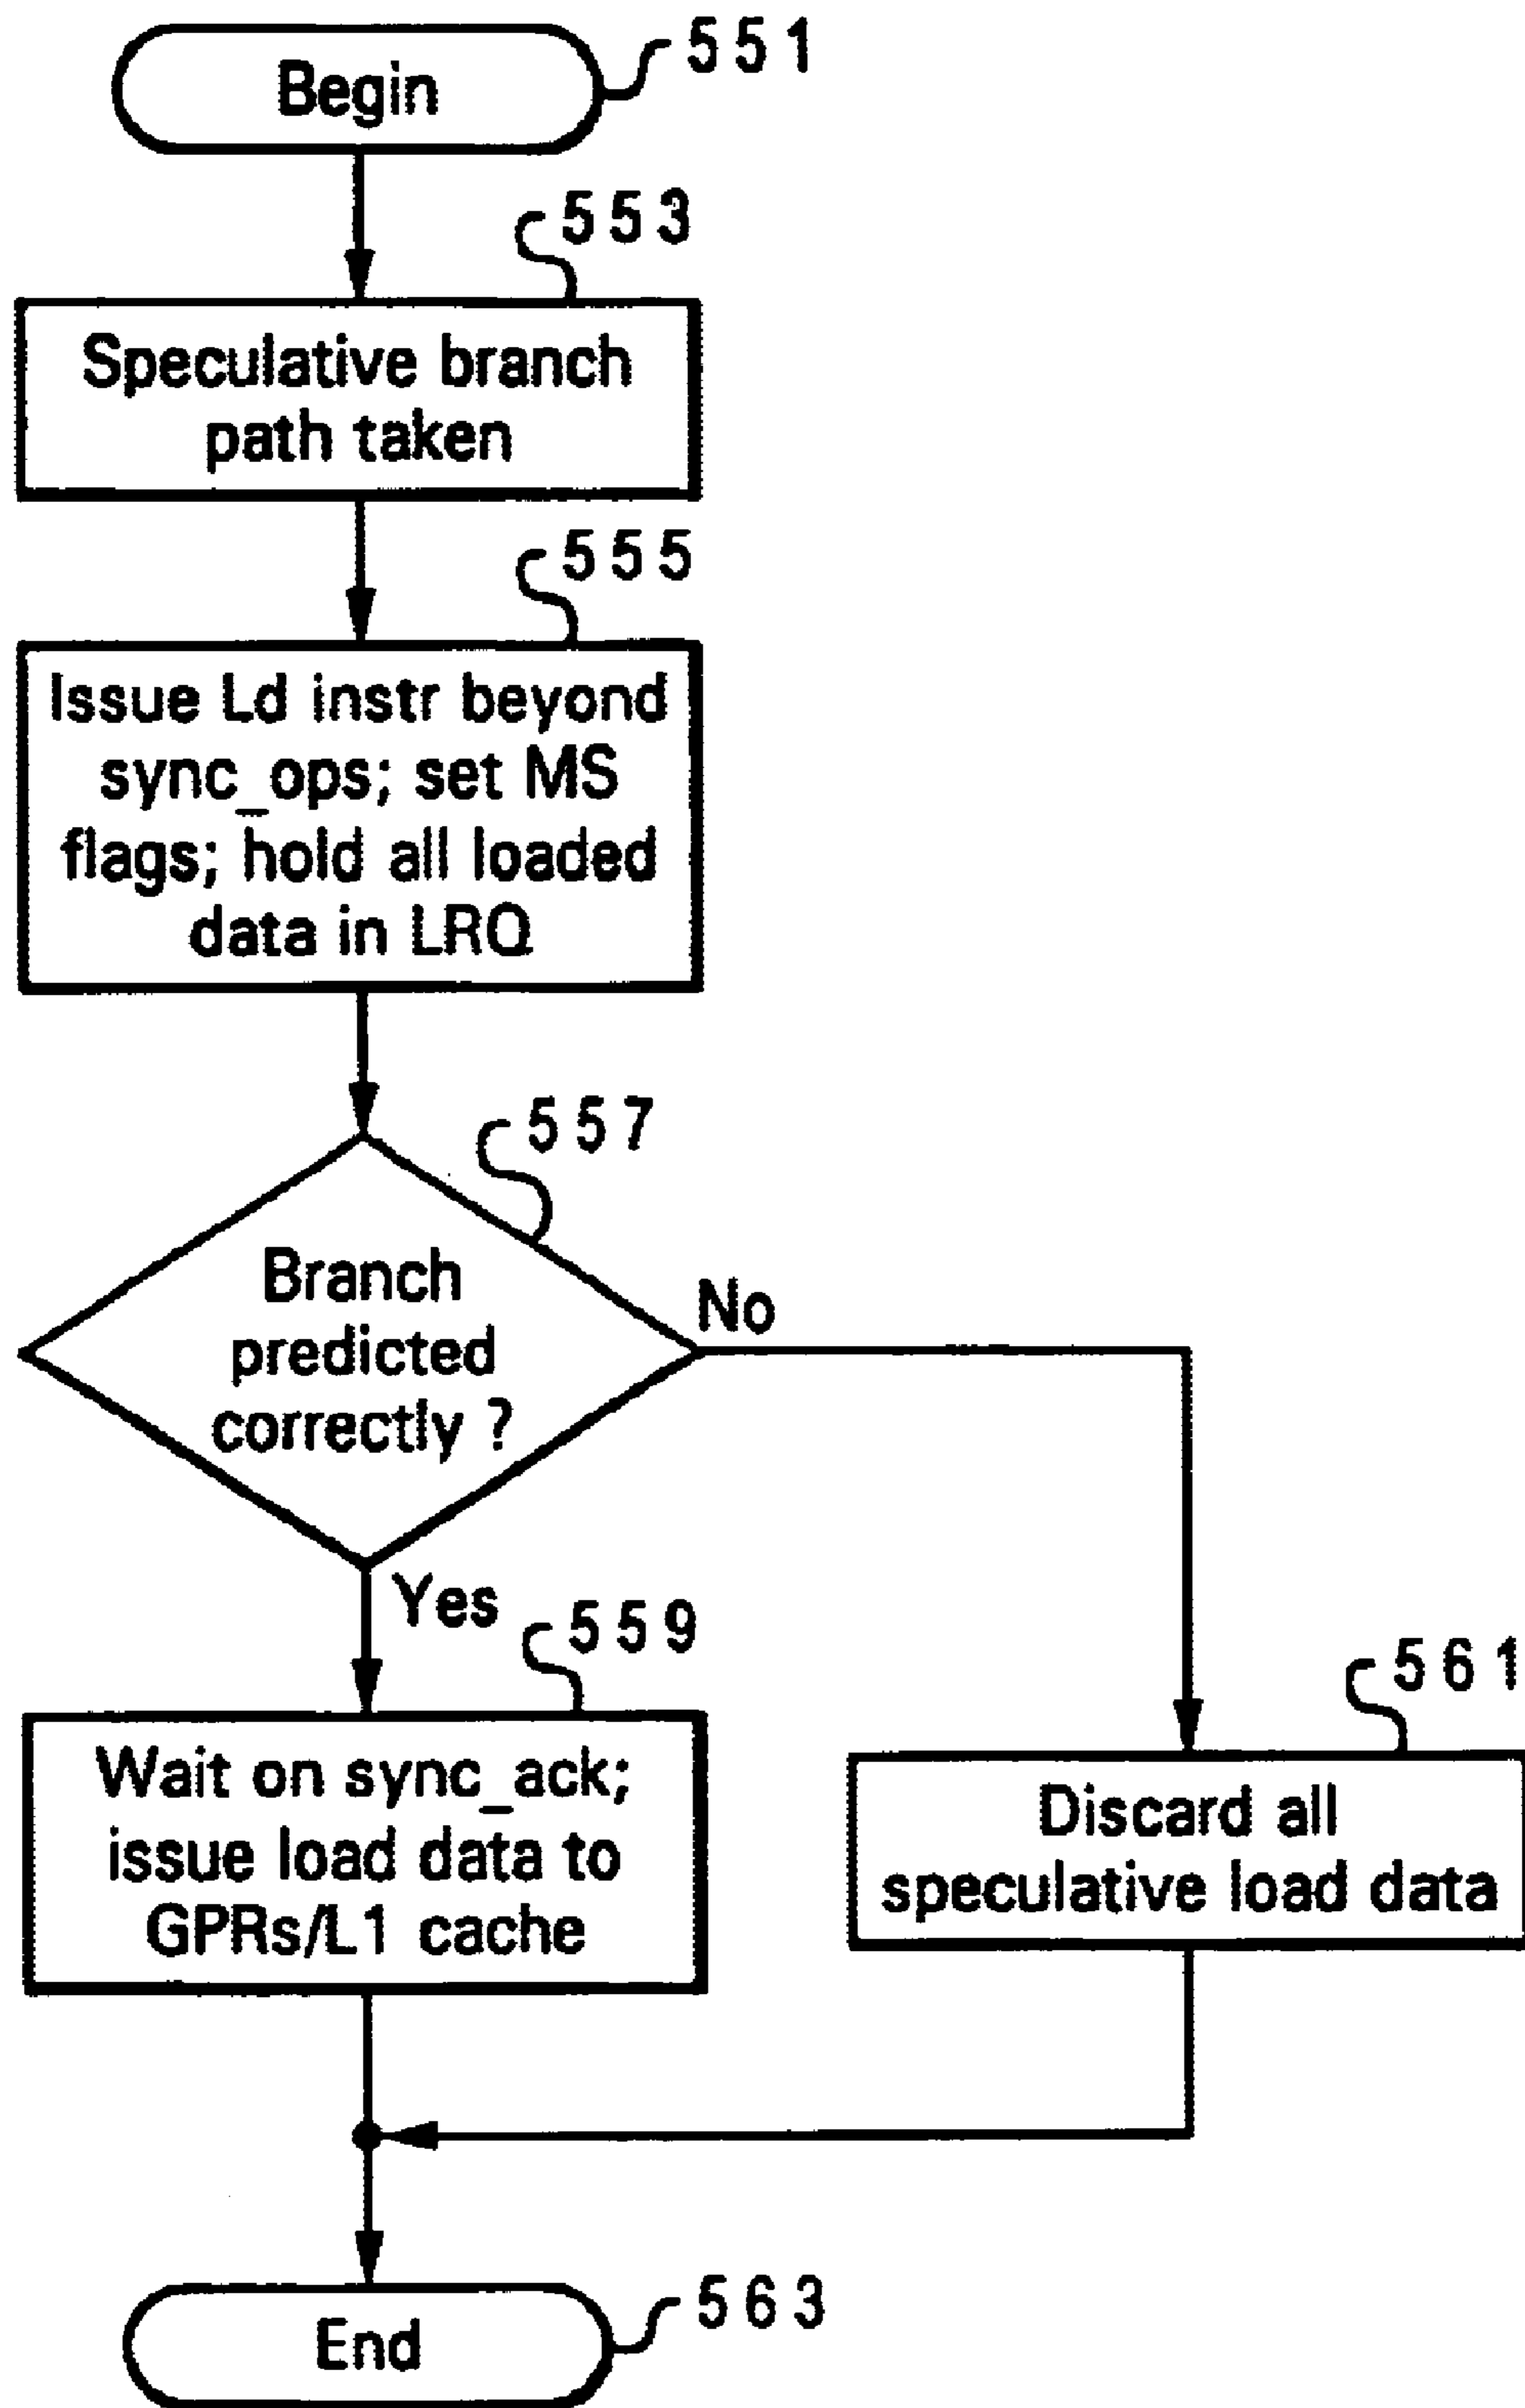 Begin
551
553
Speculative branch
path taken
555
Issue Ld instr beyond
sync_ops; set MS
flags; hold all loaded
data in LRQ
557
Branch
predicted
correctly ?
No
Yes
559
Wait on sync_ack;
issue load data to
GPRs/L1 cache
561
Discard all
speculative load data
End
563